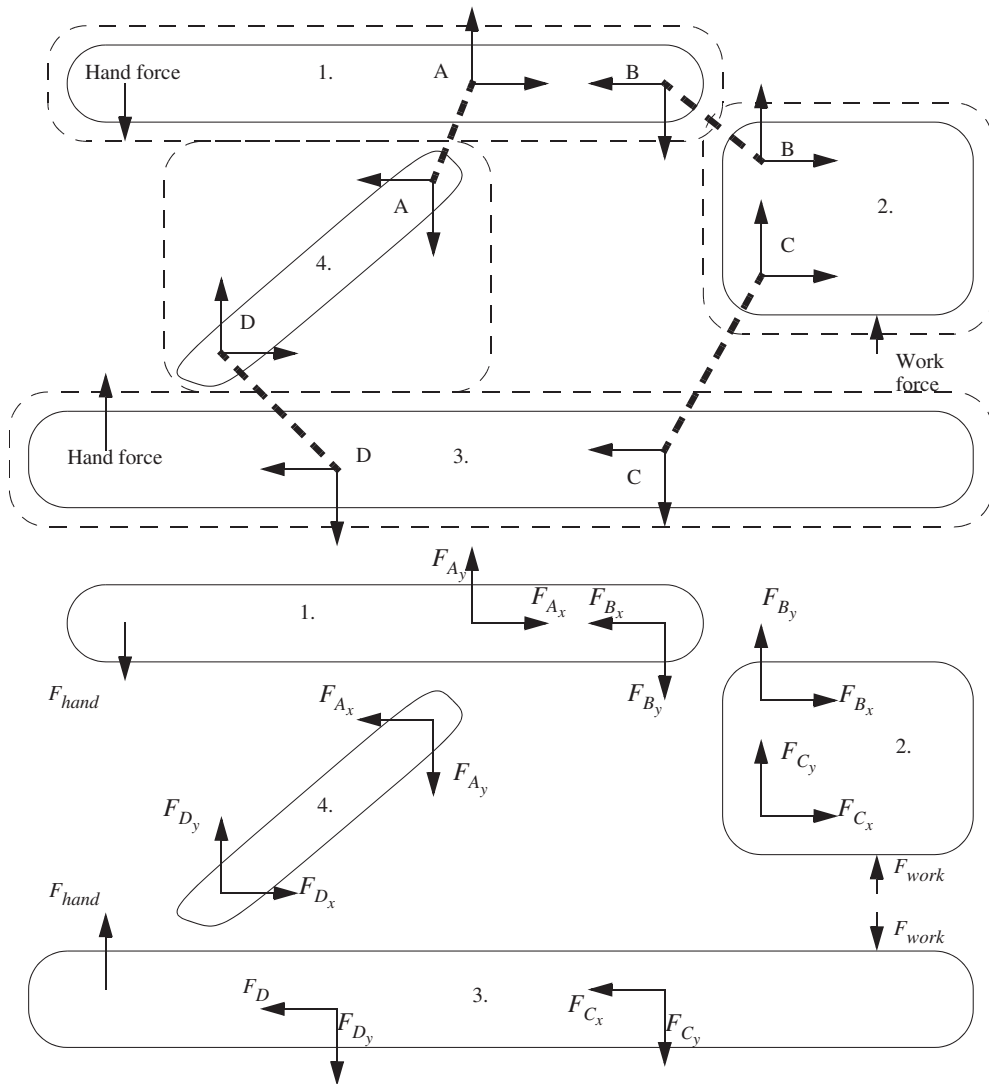 Hand force
1.
A
B
B
A
2.
C
4.
D
Work
force
Hand force
D
3.
C
F_{A_y}
1.
F_{A_x}
F_{B_x}
F_{B_y}
F_{hand}
F_{A_x}
F_{B_y}
F_{B_x}
2.
F_{C_y}
F_{A_y}
4.
F_{D_y}
F_{C_x}
F_{work}
F_{hand}
F_{D_x}
F_{work}
F_D
3.
F_{C_x}
F_{D_y}
F_{C_y}